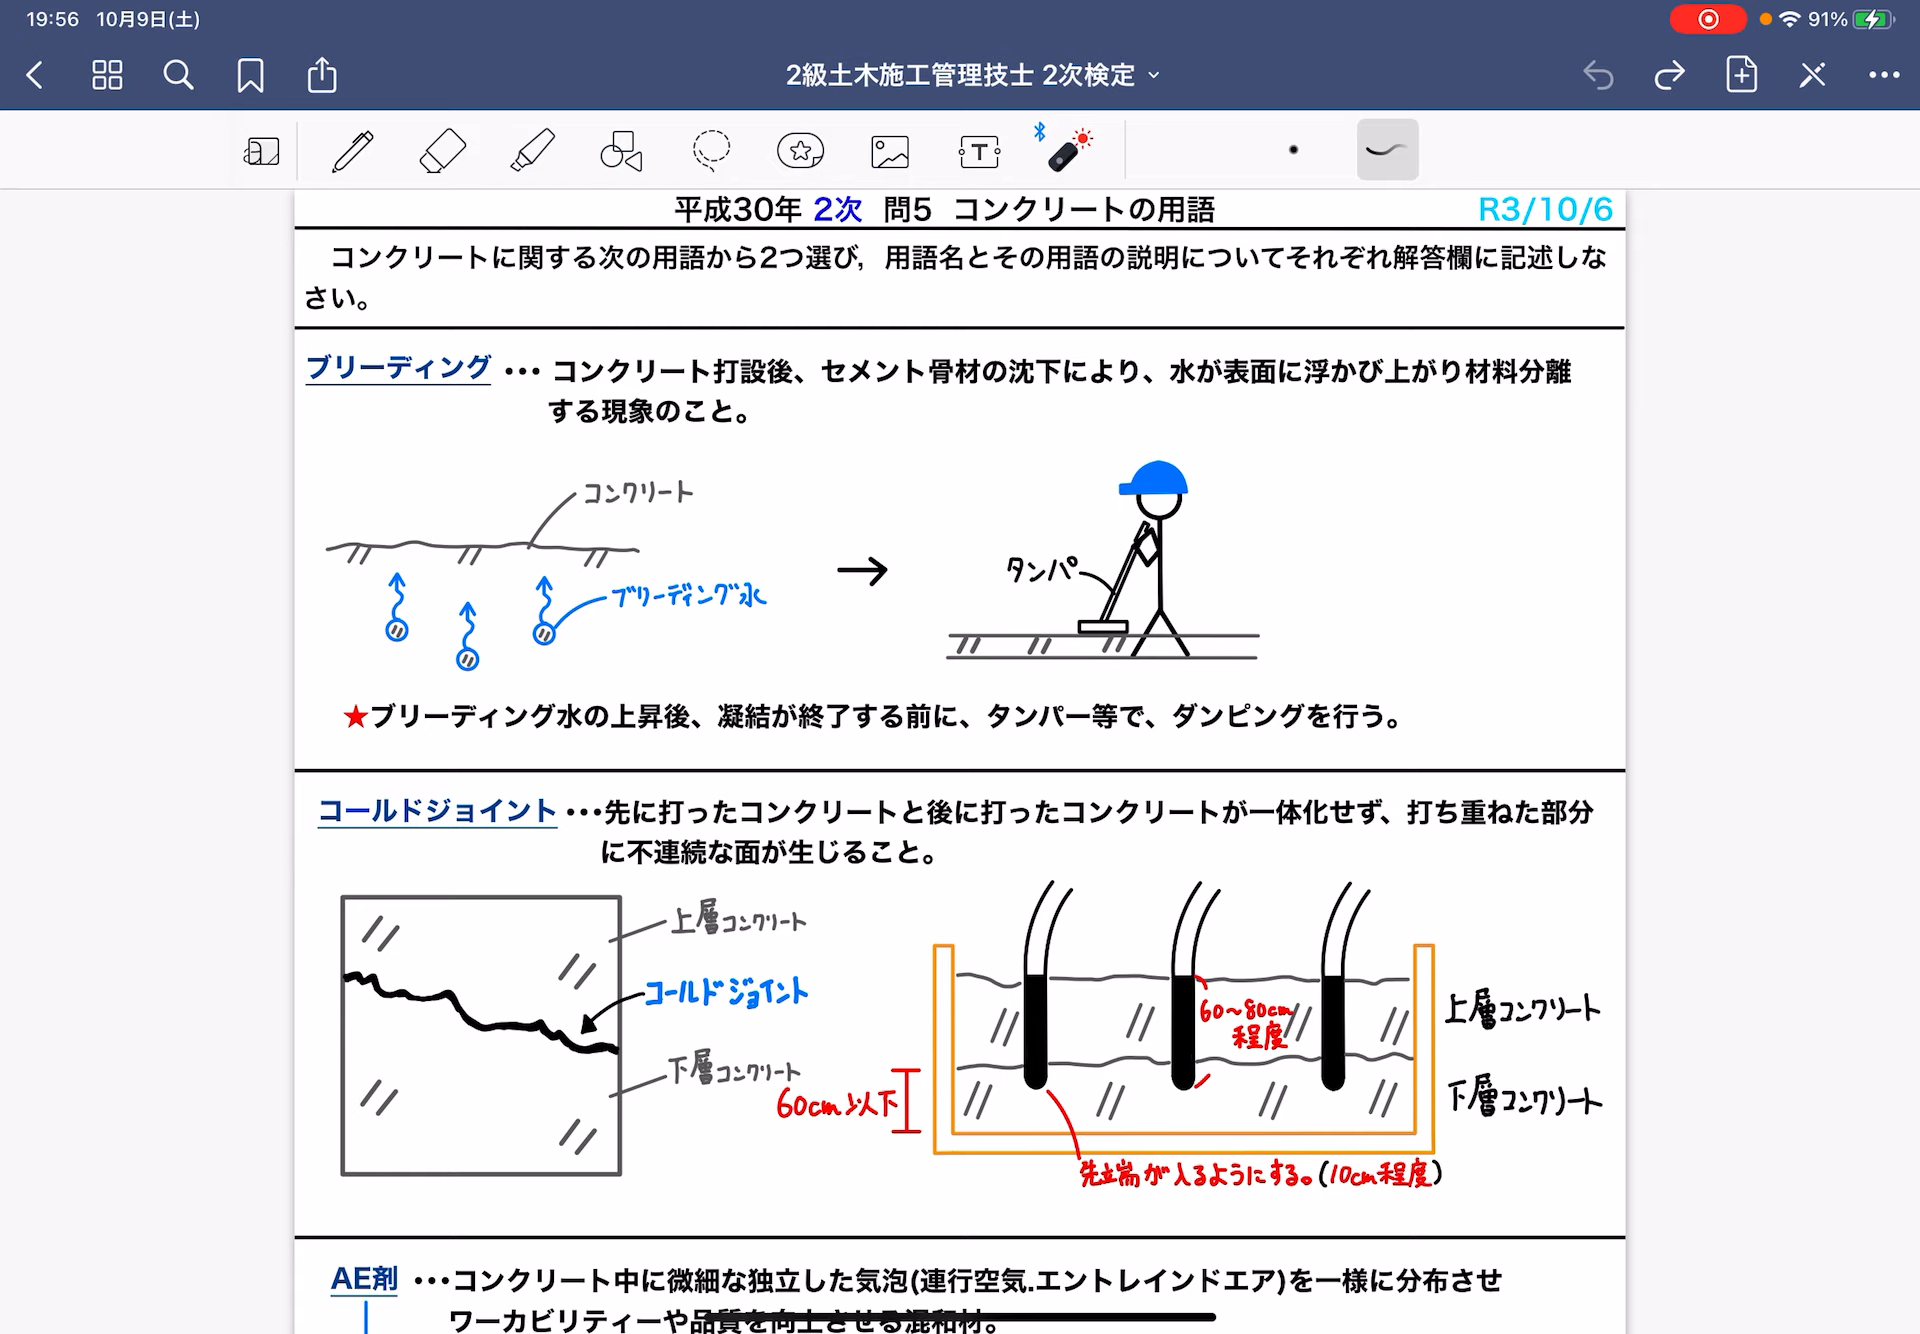 19:56 10月9日(土)
91%
2級土木施工管理技士 2次検定
平成30年 2次 問5 コンクリートの用語
R3/10/6
コンクリートに関する次の用語から2つ選び，用語名とその用語の説明についてそれぞれ解答欄に記述しな
さい。
ブリーディング ･･･ コンクリート打設後、セメント骨材の沈下により、水が表面に浮かび上がり材料分離
する現象のこと。
コンクリート
ブリーディング水
→
タンパ
★ブリーディング水の上昇後、凝結が終了する前に、タンパー等で、ダンピングを行う。
コールドジョイント ･･･先に打ったコンクリートと後に打ったコンクリートが一体化せず、打ち重ねた部分
に不連続な面が生じること。
上層コンクリート
コールドジョイント
下層コンクリート
60cm以下
60〜80cm
程度
上層コンクリート
下層コンクリート
先端が入るようにする。(10cm程度)
AE剤 ･･･コンクリート中に微細な独立した気泡(連行空気.エントレインドエア)を一様に分布させ
ワーカビリティーや品質を向上させる混和材。